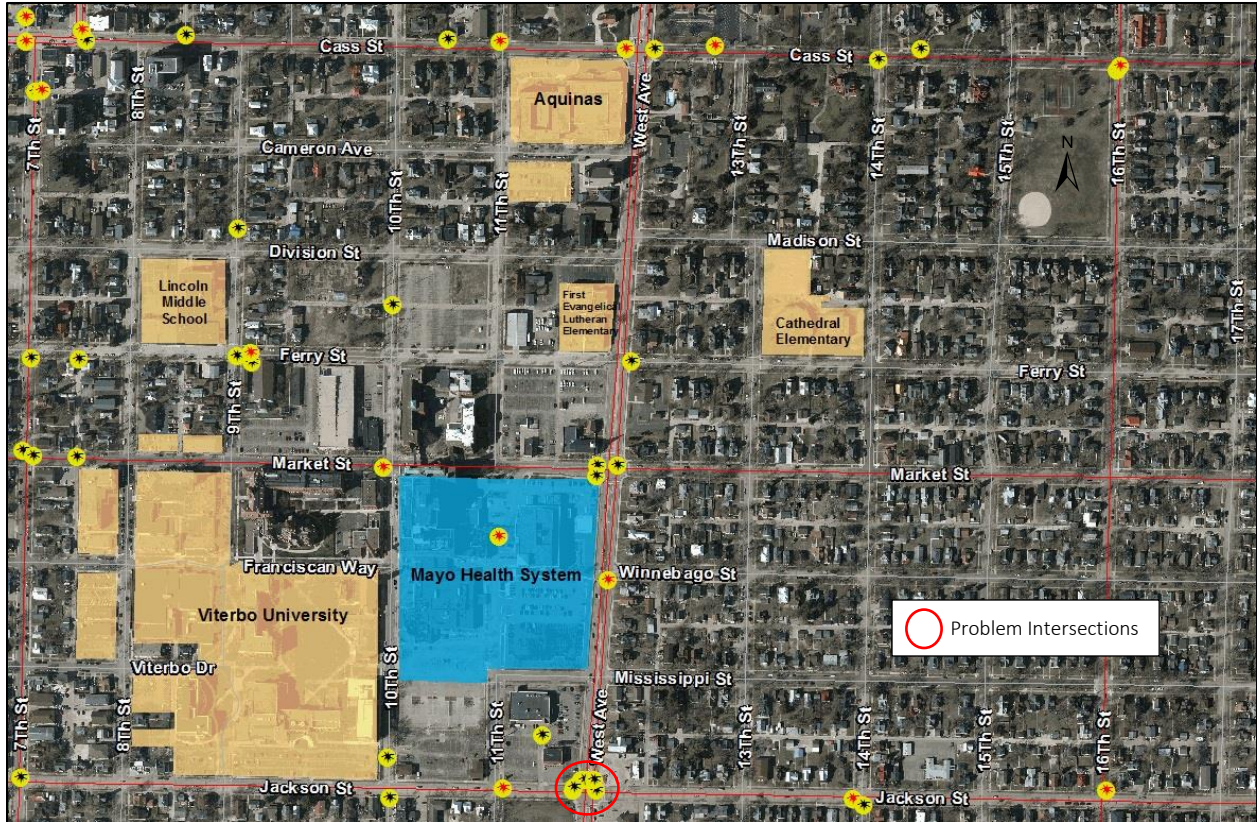 Cass St
Cass St
Aquinas
7Th St
8Th St
Cameron Ave
10Th St
11Th St
West Ave
13Th St
14Th St
15Th St
16Th St
N
Division St
Madison St
Lincoln
Middle
School
First
Evangelical
Lutheran
Elementary
Cathedral
Elementary
17Th St
Ferry St
Ferry St
9Th St
Market St
Market St
Franciscan Way
Mayo Health System
Winnebago St
Viterbo University
Problem Intersections
Viterbo Dr
Mississippi St
7Th St
8Th St
10Th St
11Th St
West Ave
13Th St
14Th St
15Th St
16Th St
Jackson St
Jackson St